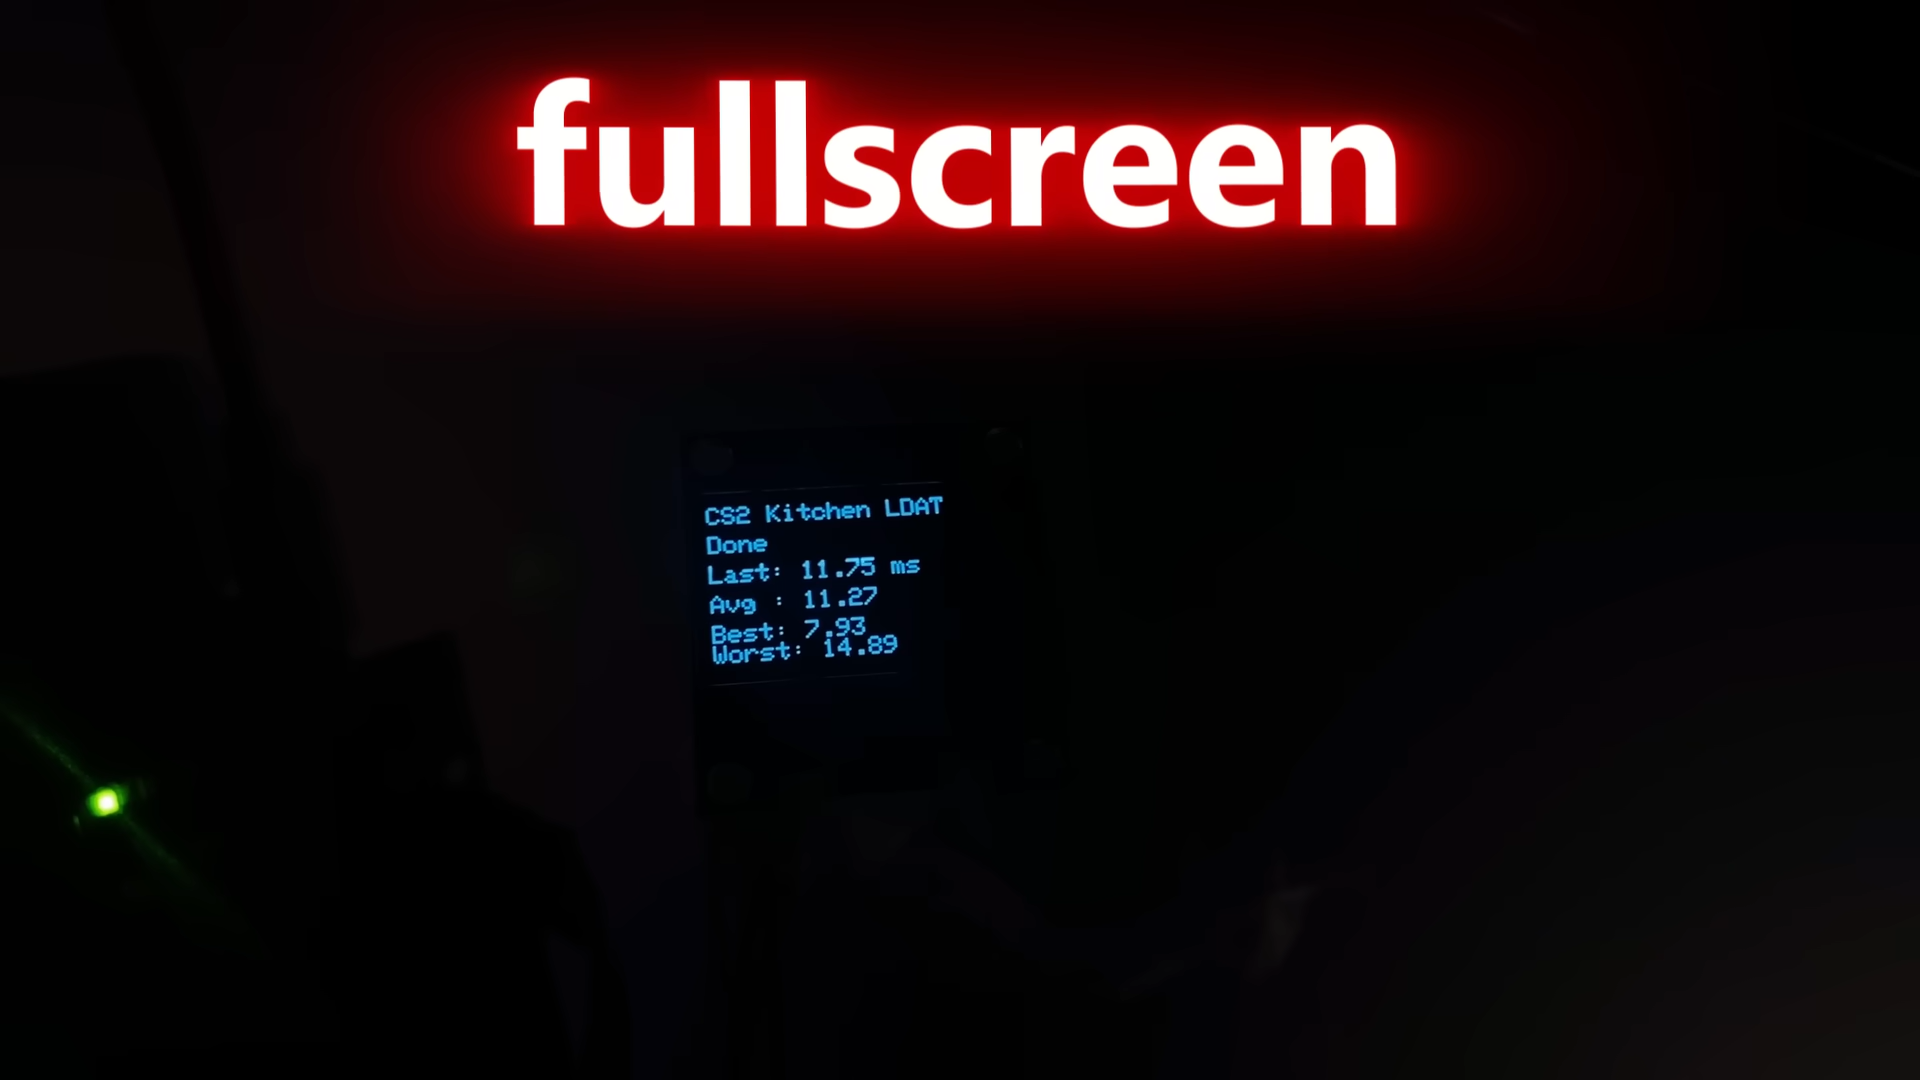 fullscreen
CS2 Kitchen LDAT
Done
Last: 11.75 ms
Avg : 11.27
Best: 7.93
Worst: 14.89